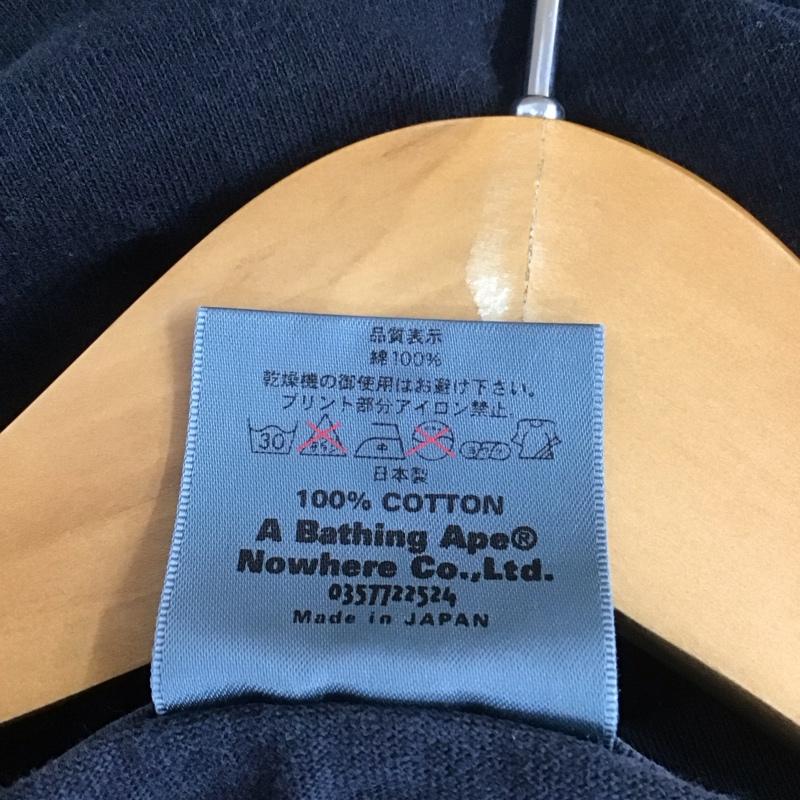 品質表示
綿100%
乾燥機の御使用はお避け下さい。
プリント部分アイロン禁止.
30 中
日本製
100% COTTON
A Bathing Ape®
Nowhere Co.,Ltd.
0357722524
Made in JAPAN